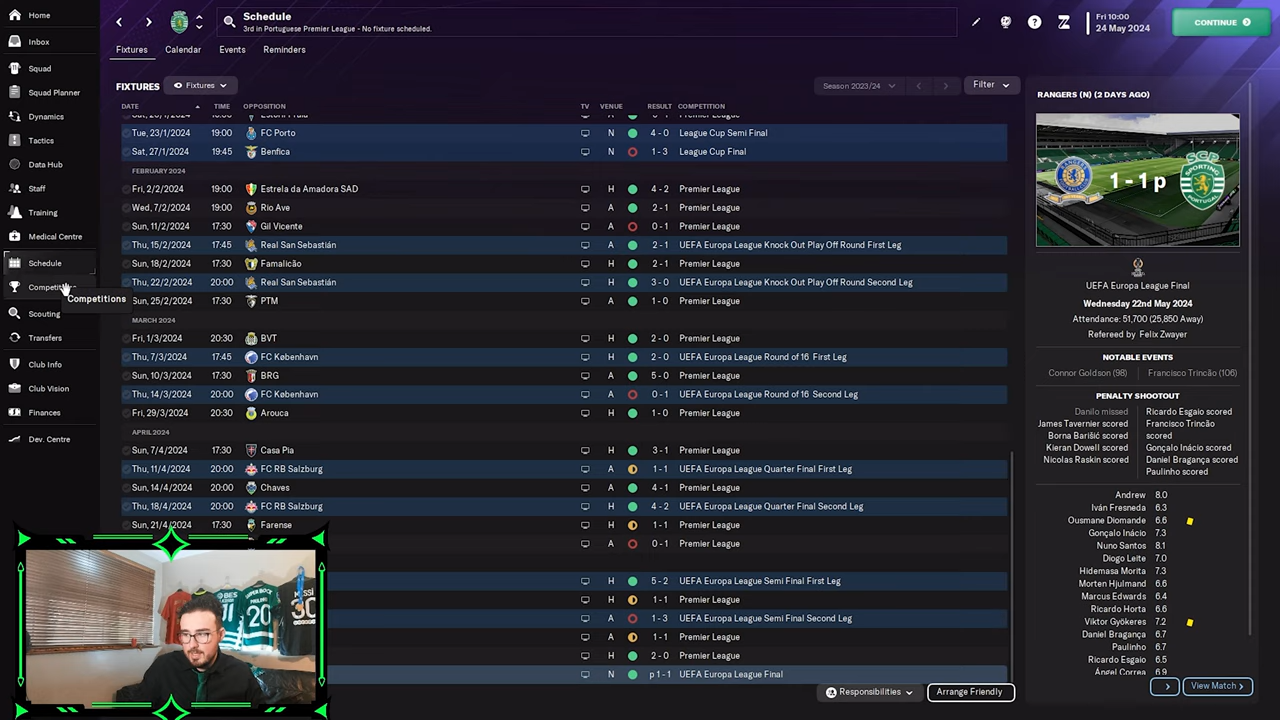 Home
Inbox
Squad
Squad Planner
Dynamics
Tactics
Data Hub
Staff
Training
Medical Centre
Schedule
Competitions
Scouting
Transfers
Club Info
Club Vision
Finances
Dev. Centre
Schedule
3rd in Portuguese Premier League - No fixture scheduled.
Fri 10:00
24 May 2024
CONTINUE
Fixtures Calendar Events Reminders
FIXTURES Fixtures Season 2023/24 Filter
DATE TIME OPPOSITION TV VENUE RESULT COMPETITION
Tue, 23/1/2024 19:00 FC Porto N 4 - 0 League Cup Semi Final
Sat, 27/1/2024 19:45 Benfica N 1 - 3 League Cup Final
FEBRUARY 2024
Fri, 2/2/2024 19:00 Estrela da Amadora SAD H 4 - 2 Premier League
Wed, 7/2/2024 19:00 Rio Ave A 2 - 1 Premier League
Sun, 11/2/2024 17:30 Gil Vicente A 0 - 1 Premier League
Thu, 15/2/2024 17:45 Real San Sebastián A 2 - 1 UEFA Europa League Knock Out Play Off Round First Leg
Sun, 18/2/2024 17:30 Famalicão H 2 - 1 Premier League
Thu, 22/2/2024 20:00 Real San Sebastián H 3 - 0 UEFA Europa League Knock Out Play Off Round Second Leg
Sun, 25/2/2024 17:30 PTM A 1 - 0 Premier League
MARCH 2024
Fri, 1/3/2024 20:30 BVT H 2 - 0 Premier League
Thu, 7/3/2024 17:45 FC København H 2 - 0 UEFA Europa League Round of 16 First Leg
Sun, 10/3/2024 17:30 BRG A 5 - 0 Premier League
Thu, 14/3/2024 20:00 FC København A 0 - 1 UEFA Europa League Round of 16 Second Leg
Fri, 29/3/2024 20:30 Arouca H 1 - 0 Premier League
APRIL 2024
Sun, 7/4/2024 17:30 Casa Pia H 3 - 1 Premier League
Thu, 11/4/2024 20:00 FC RB Salzburg A 1 - 1 UEFA Europa League Quarter Final First Leg
Sun, 14/4/2024 20:00 Chaves A 4 - 1 Premier League
Thu, 18/4/2024 20:00 FC RB Salzburg H 4 - 2 UEFA Europa League Quarter Final Second Leg
Sun, 21/4/2024 17:30 Farense H 1 - 1 Premier League
A 0 - 1 Premier League
H 5 - 2 UEFA Europa League Semi Final First Leg
H 1 - 1 Premier League
A 1 - 3 UEFA Europa League Semi Final Second Leg
A 1 - 1 Premier League
H 2 - 0 Premier League
N p 1 - 1 UEFA Europa League Final
Responsibilities Arrange Friendly
RANGERS (N) (2 DAYS AGO)
1 - 1 p
UEFA Europa League Final
Wednesday 22nd May 2024
Attendance: 51,700 (25,850 Away)
Refereed by Felix Zwayer
NOTABLE EVENTS
Connor Goldson (98) Francisco Trincão (106)
PENALTY SHOOTOUT
Danilo missed
James Tavernier scored
Borna Barišić scored
Kieran Dowell scored
Nicolas Raskin scored
Ricardo Esgaio scored
Francisco Trincão
scored
Gonçalo Inácio scored
Daniel Bragança scored
Paulinho scored
Andrew 8.0
Iván Fresneda 6.3
Ousmane Diomande 6.6
Gonçalo Inácio 7.3
Nuno Santos 8.1
Diogo Leite 7.0
Hidemasa Morita 7.3
Morten Hjulmand 6.6
Marcus Edwards 6.4
Ricardo Horta 6.6
Viktor Gyökeres 7.2
Daniel Bragança 6.7
Paulinho 6.7
Ricardo Esgaio 6.5
Ángel Correa
View Match
BES
11
SUPER BOCK
PAULINHO
20
MESSI
30